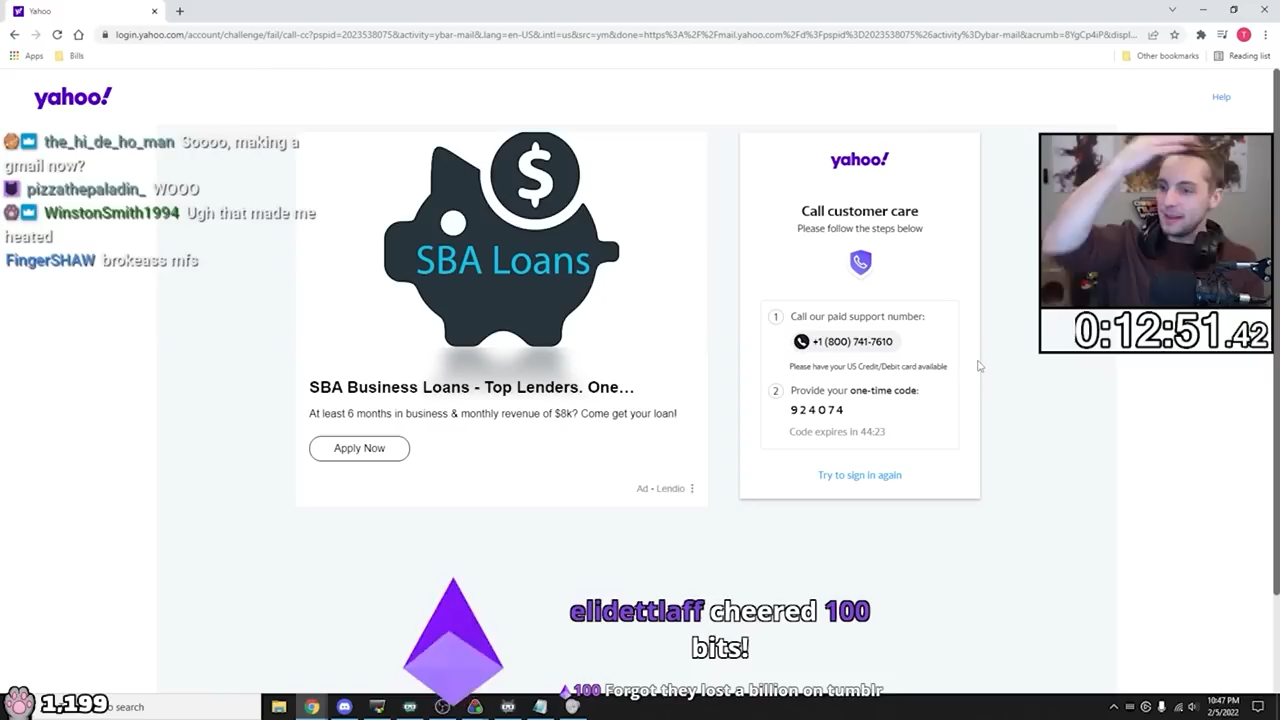 Yahoo
login.yahoo.com/account/challenge/fail/call-cc?pspid=2023538075&activity=ybar-mail&.lang=en-US&.intl=us&src=ym&done=https%3A%2F%2Fmail.yahoo.com%2Fd%3Fpspid%3D2023538075%26activity%3Dybar-mail&acrumb=8YgCp4iP&displ...
Apps
Bills
Other bookmarks
Reading list
yahoo!
Help
the_hi_de_ho_man Soooo, making a
gmail now?
pizzathepaladin_ WOOO
WinstonSmith1994 Ugh that made me
heated
FingerSHAW brokeass mfs
$
SBA Loans
SBA Business Loans - Top Lenders. One...
At least 6 months in business & monthly revenue of $8k? Come get your loan!
Apply Now
Ad • Lendio
yahoo!
Call customer care
Please follow the steps below
1 Call our paid support number:
+1 (800) 741-7610
Please have your US Credit/Debit card available
2 Provide your one-time code:
924074
Code expires in 44:23
Try to sign in again
0:12:51.42
elidettlaff cheered 100
bits!
100 Forgot they lost a billion on tumblr
1,199
o search
10:47 PM
2/5/2022
T